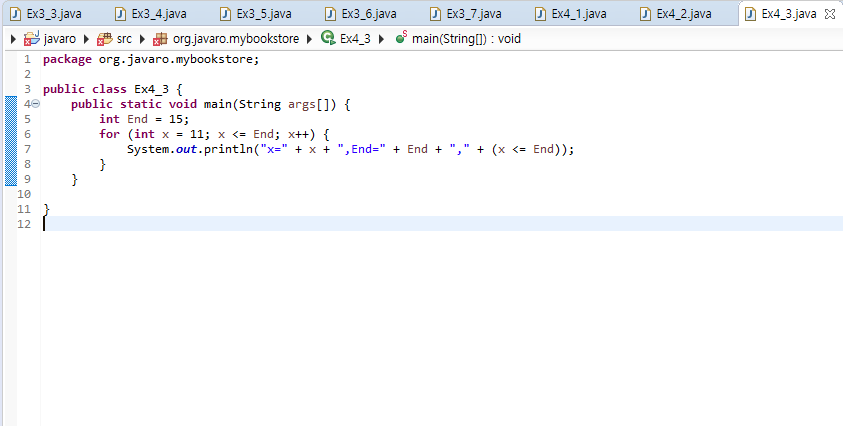 Ex3_3.java Ex3_4.java Ex3_5.java Ex3_6.java Ex3_7.java Ex4_1.java Ex4_2.java Ex4_3.java
javaro src org.javaro.mybookstore Ex4_3 main(String[]) : void
1 package org.javaro.mybookstore;
2
3 public class Ex4_3 {
4 public static void main(String args[]) {
5 int End = 15;
6 for (int x = 11; x <= End; x++) {
7 System.out.println("x=" + x + ",End=" + End + "," + (x <= End));
8 }
9 }
10
11 }
12